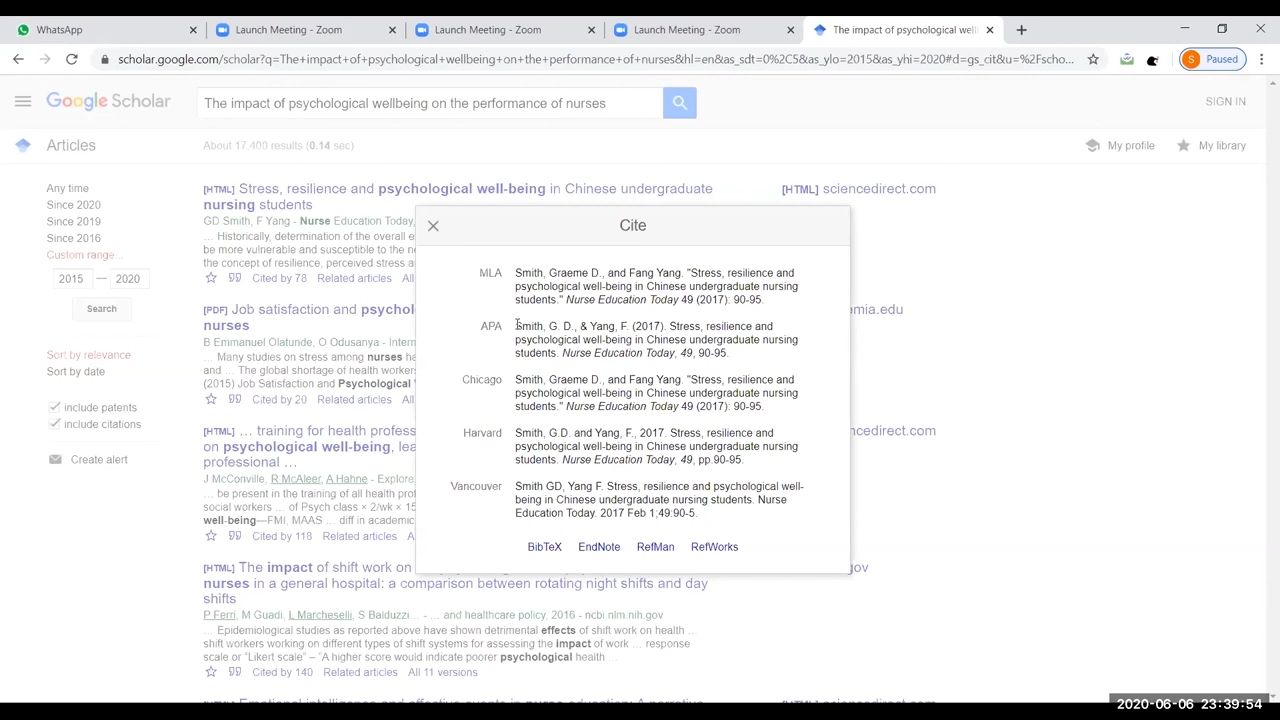 WhatsApp
Launch Meeting - Zoom
Launch Meeting - Zoom
Launch Meeting - Zoom
The impact of psychological well
scholar.google.com/scholar?q=The+impact+of+psychological+wellbeing+on+the+performance+of+nurses&hl=en&as_sdt=0%2C5&as_ylo=2015&as_yhi=2020#d=gs_cit&u=%2Fscho...
S Paused
Google Scholar
The impact of psychological wellbeing on the performance of nurses
SIGN IN
Articles
About 17,400 results (0.14 sec)
My profile
My library
Any time
Since 2020
Since 2019
Since 2016
Custom range...
2015 — 2020
Search
Sort by relevance
Sort by date
include patents
include citations
Create alert
[HTML] Stress, resilience and psychological well-being in Chinese undergraduate
nursing students
[HTML] sciencedirect.com
GD Smith, F Yang - Nurse Education Today,
... Historically, determination of the overall e
be more vulnerable and susceptible to the n
the concept of resilience, perceived stress a
Cited by 78 Related articles All
[PDF] Job satisfaction and psychol
nurses
emia.edu
B Emmanuel Olatunde, O Odusanya - Intern
... Many studies on stress among nurses ha
... and The global shortage of healthcare w
(2015) Job Satisfaction and Psychological W
Cited by 20 Related articles All
[HTML] ... training for health profes
on psychological well-being, lea
professional ...
edirect.com
J McConville, R McAleer, A Hahne - Explore,
... be present in the training of all health prof
social workers ... of Psych class × 2/wk × 15
well-being—FMI, MAAS ... diff in academic
Cited by 118 Related articles
[HTML] The impact of shift work on
nurses in a general hospital: a comparison between rotating night shifts and day
shifts
gov
P Ferri, M Guadi, L Marcheselli, S Balduzzi... - ... and healthcare policy, 2016 - ncbi.nlm.nih.gov
... Epidemiological studies as reported above have shown detrimental effects of shift work on health ...
shift workers working on different types of shift systems for assessing the impact of work ... response
scale or "Likert scale" – "A higher score would indicate poorer psychological health ...
Cited by 140 Related articles All 11 versions
Cite
MLA
Smith, Graeme D., and Fang Yang. "Stress, resilience and
psychological well-being in Chinese undergraduate nursing
students." Nurse Education Today 49 (2017): 90-95.
APA
Smith, G. D., & Yang, F. (2017). Stress, resilience and
psychological well-being in Chinese undergraduate nursing
students. Nurse Education Today, 49, 90-95.
Chicago
Smith, Graeme D., and Fang Yang. "Stress, resilience and
psychological well-being in Chinese undergraduate nursing
students." Nurse Education Today 49 (2017): 90-95.
Harvard
Smith, G.D. and Yang, F., 2017. Stress, resilience and
psychological well-being in Chinese undergraduate nursing
students. Nurse Education Today, 49, pp.90-95.
Vancouver
Smith GD, Yang F. Stress, resilience and psychological well-
being in Chinese undergraduate nursing students. Nurse
Education Today. 2017 Feb 1;49:90-5.
BibTeX EndNote RefMan RefWorks
2020-06-06 23:39:54